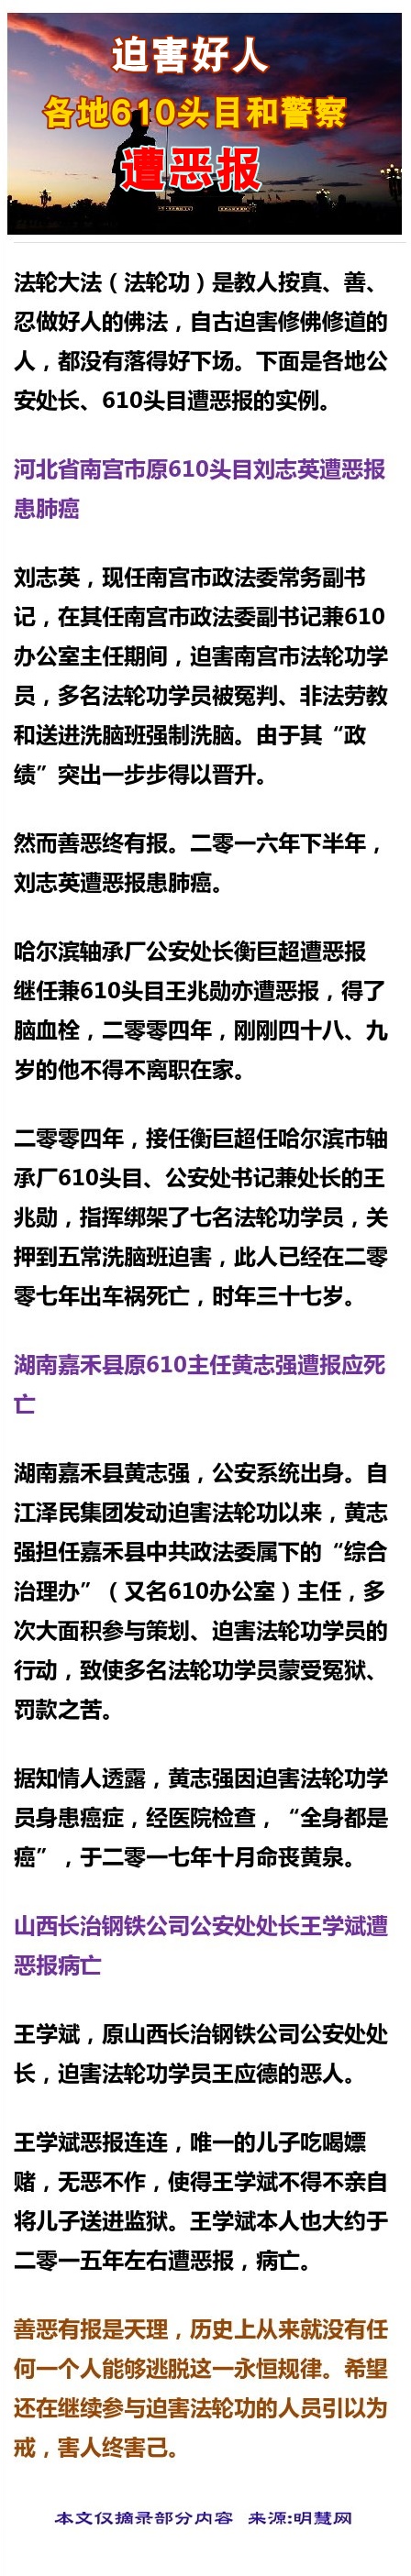 迫害好人
各地610头目和警察
遭恶报
法轮大法（法轮功）是教人按真、善、
忍做好人的佛法，自古迫害修佛修道的
人，都没有落得好下场。下面是各地公
安处长、610头目遭恶报的实例。
河北省南宫市原610头目刘志英遭恶报
患肺癌
刘志英，现任南宫市政法委常务副书
记，在其任南宫市政法委副书记兼610
办公室主任期间，迫害南宫市法轮功学
员，多名法轮功学员被冤判、非法劳教
和送进洗脑班强制洗脑。由于其“政
绩”突出一步步得以晋升。
然而善恶终有报。二零一六年下半年，
刘志英遭恶报患肺癌。
哈尔滨轴承厂公安处长衡巨超遭恶报
继任兼610头目王兆勋亦遭恶报，得了
脑血栓，二零零四年，刚刚四十八、九
岁的他不得不离职在家。
二零零四年，接任衡巨超任哈尔滨市轴
承厂610头目、公安处书记兼处长的王
兆勋，指挥绑架了七名法轮功学员，关
押到五常洗脑班迫害，此人已经在二零
零七年出车祸死亡，时年三十七岁。
湖南嘉禾县原610主任黄志强遭报应死
亡
湖南嘉禾县黄志强，公安系统出身。自
江泽民集团发动迫害法轮功以来，黄志
强担任嘉禾县中共政法委属下的“综合
治理办”（又名610办公室）主任，多
次大面积参与策划、迫害法轮功学员的
行动，致使多名法轮功学员蒙受冤狱、
罚款之苦。
据知情人透露，黄志强因迫害法轮功学
员身患癌症，经医院检查，“全身都是
癌”，于二零一七年十月命丧黄泉。
山西长治钢铁公司公安处处长王学斌遭
恶报病亡
王学斌，原山西长治钢铁公司公安处处
长，迫害法轮功学员王应德的恶人。
王学斌恶报连连，唯一的儿子吃喝嫖
赌，无恶不作，使得王学斌不得不亲自
将儿子送进监狱。王学斌本人也大约于
二零一五年左右遭恶报，病亡。
善恶有报是天理，历史上从来就没有任
何一个人能够逃脱这一永恒规律。希望
还在继续参与迫害法轮功的人员引以为
戒，害人终害己。
本文仅摘录部分内容 来源:明慧网